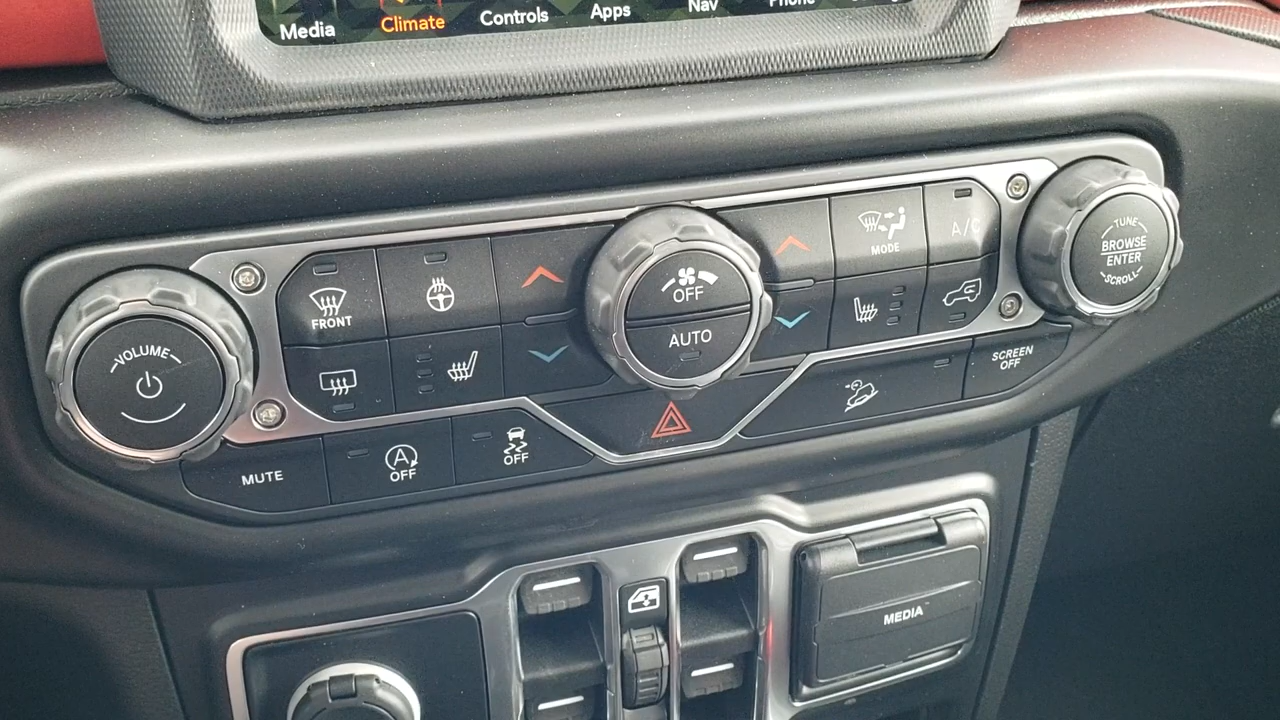 Media
Climate
Controls
Apps
Nav
Phone
VOLUME
FRONT
OFF
AUTO
MODE
A/C
TUNE
BROWSE
ENTER
SCROLL
MUTE
A
OFF
OFF
SCREEN
OFF
MEDIA